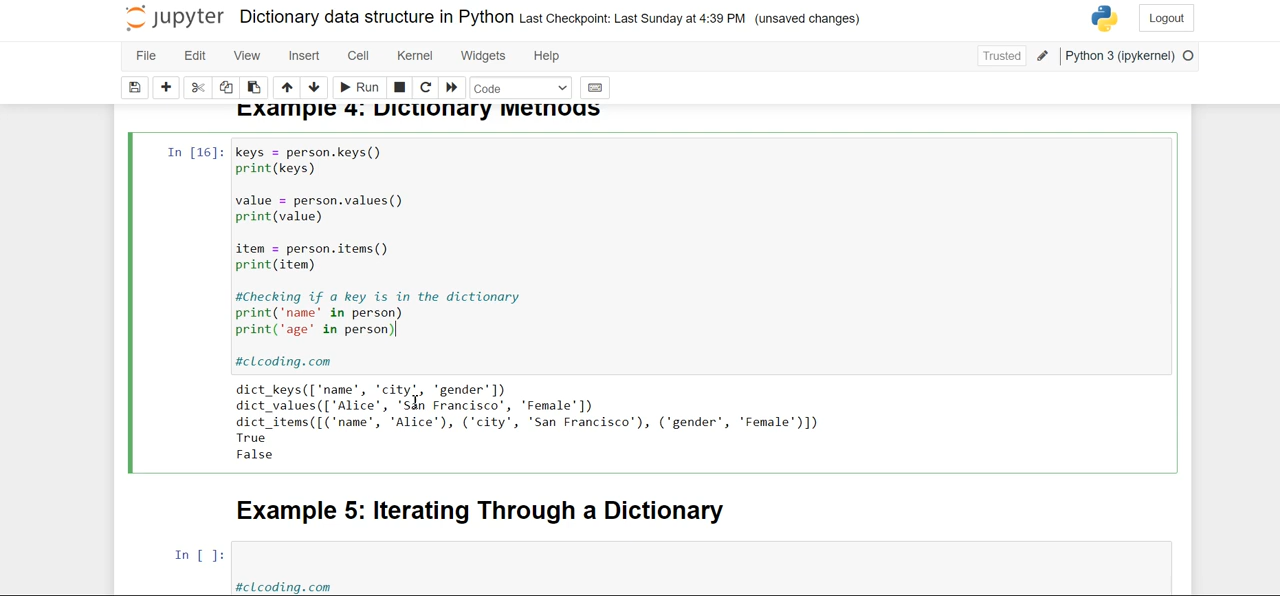 jupyter Dictionary data structure in Python Last Checkpoint: Last Sunday at 4:39 PM (unsaved changes) Logout
File Edit View Insert Cell Kernel Widgets Help Trusted Python 3 (ipykernel)
Run Code
Example 4: Dictionary Methods
In [16]: keys = person.keys()
print(keys)
value = person.values()
print(value)
item = person.items()
print(item)
#Checking if a key is in the dictionary
print('name' in person)
print('age' in person)
#clcoding.com
dict_keys(['name', 'city', 'gender'])
dict_values(['Alice', 'San Francisco', 'Female'])
dict_items([('name', 'Alice'), ('city', 'San Francisco'), ('gender', 'Female')])
True
False
Example 5: Iterating Through a Dictionary
In [ ]:
#clcoding.com